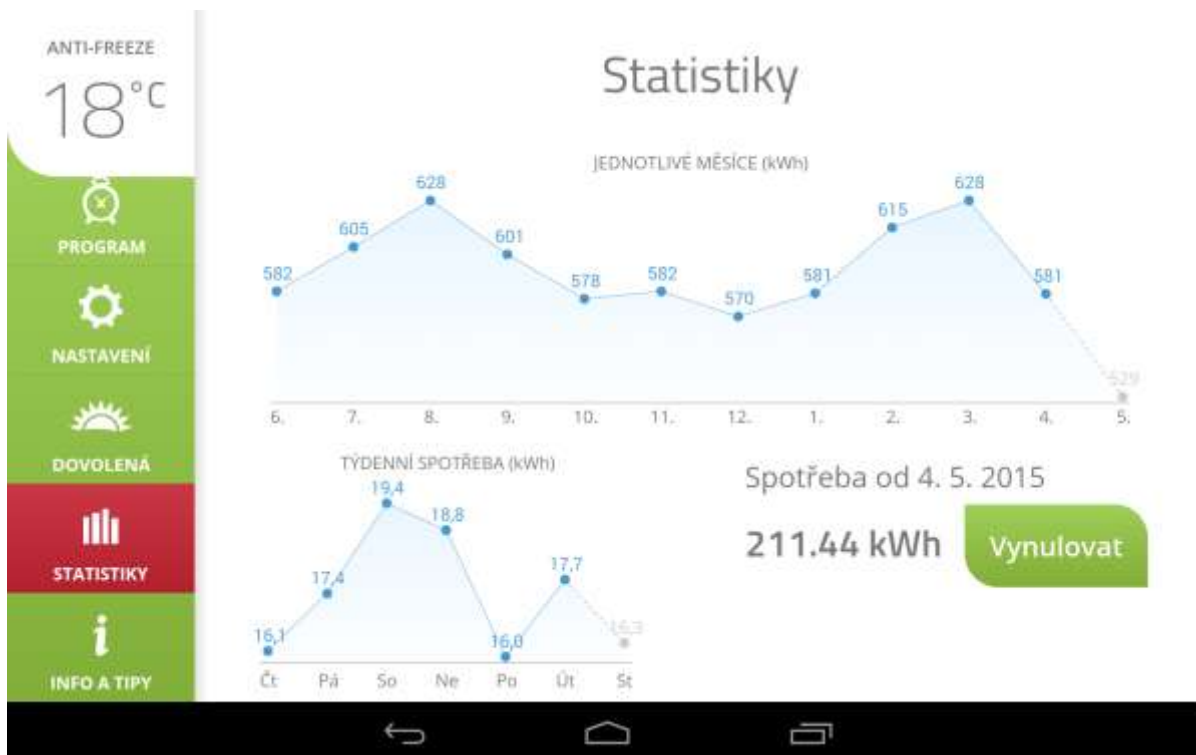 ANTI-FREEZE
18°C
PROGRAM
NASTAVENÍ
DOVOLENÁ
STATISTIKY
INFO A TIPY
Statistiky
JEDNOTLIVÉ MĚSÍCE (kWh)
582 605 628 601 578 582 570 581 615 628 581 529
6. 7. 8. 9. 10. 11. 12. 1. 2. 3. 4. 5.
TÝDENNÍ SPOTŘEBA (kWh)
16,1 17,4 19,4 18,8 16,0 17,7 16,3
Čt Pá So Ne Po Út St
Spotřeba od 4. 5. 2015
211.44 kWh
Vynulovat